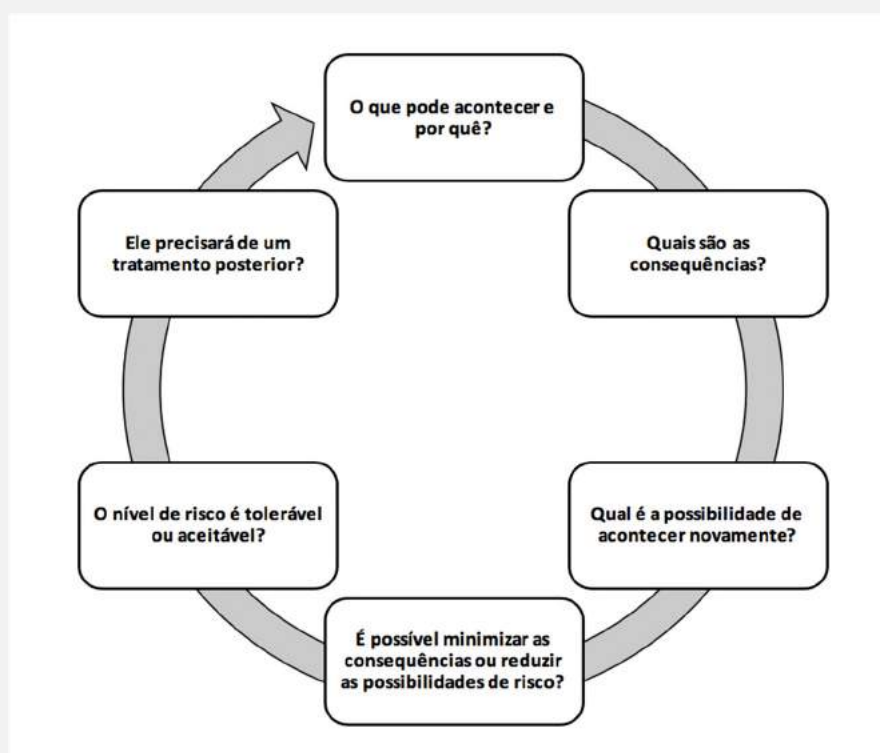 O que pode acontecer e
por quê?
Quais são as
consequências?
Qual é a possibilidade de
acontecer novamente?
É possível minimizar as
consequências ou reduzir
as possibilidades de risco?
O nível de risco é tolerável
ou aceitável?
Ele precisará de um
tratamento posterior?